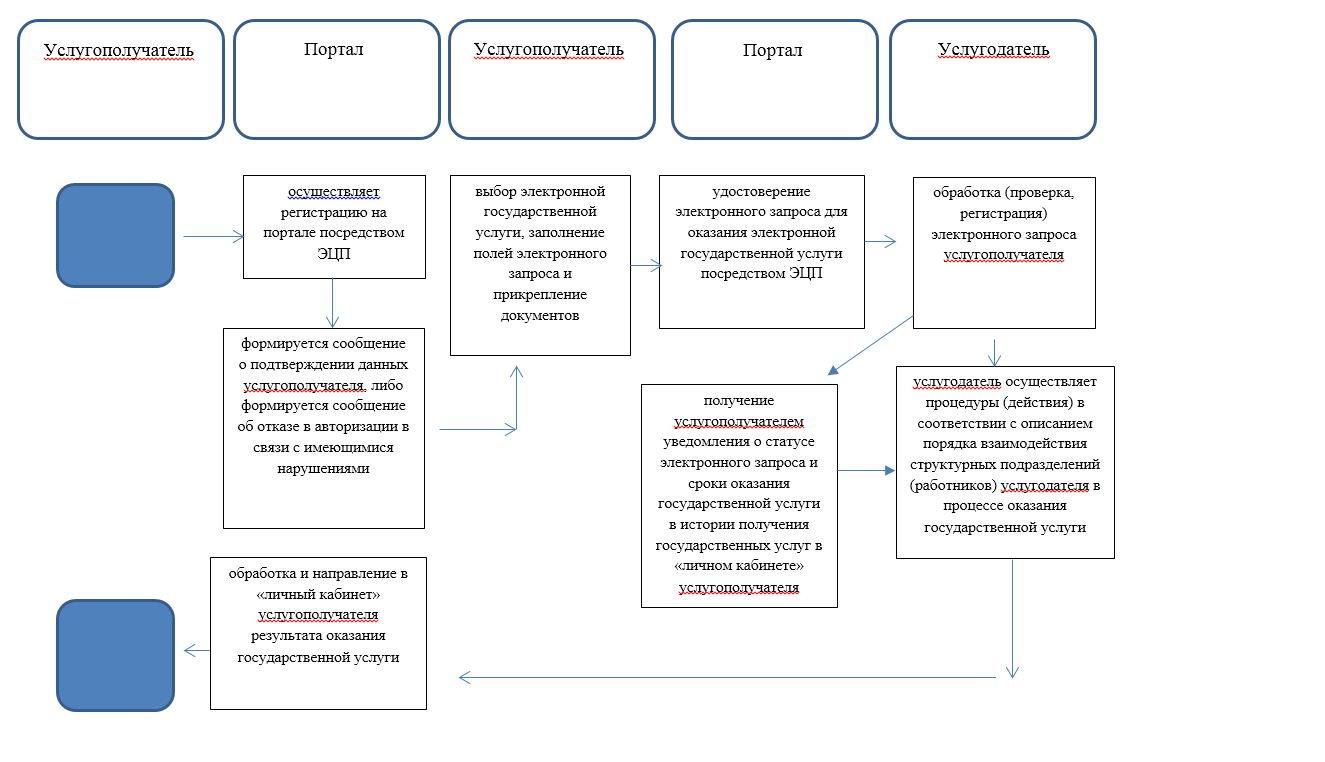 Услугополучатель
Портал
Услугополучатель
Портал
Услугодатель
осуществляет
регистрацию на
портале посредством
ЭЦП
формируется сообщение
о подтверждении данных
услугополучателя, либо
формируется сообщение
об отказе в авторизации в
связи с имеющимися
нарушениями
выбор электронной
государственной
услуги, заполнение
полей электронного
запроса и
прикрепление
документов
удостоверение
электронного запроса для
оказания электронной
государственной услуги
посредством ЭЦП
обработка (проверка,
регистрация)
электронного запроса
услугополучателя
получение
услугополучателем
уведомления о статусе
электронного запроса и
сроки оказания
государственной услуги
в истории получения
государственных услуг в
«личном кабинете»
услугополучателя
услугодатель осуществляет
процедуры (действия) в
соответствии с описанием
порядка взаимодействия
структурных подразделений
(работников) услугодателя в
процессе оказания
государственной услуги
обработка и направление в
«личный кабинет»
услугополучателя
результата оказания
государственной услуги